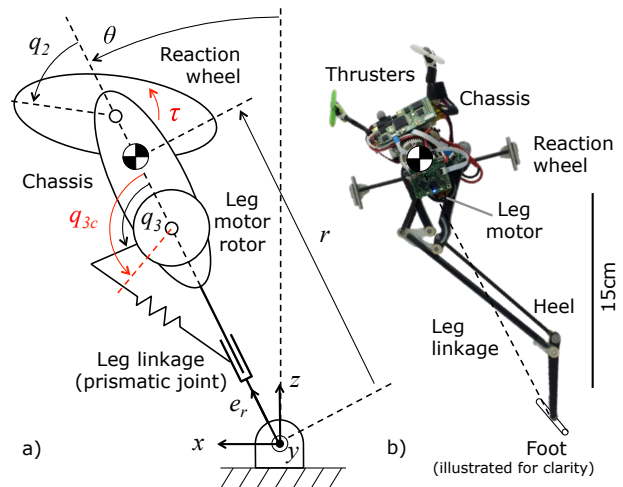 q2
θ
Reaction
wheel
τ
Chassis
q3c
q3
Leg
motor
rotor
r
Leg linkage
(prismatic joint)
er
z
x
y
a)
Thrusters
Chassis
Reaction
wheel
Leg
motor
15cm
Heel
Leg
linkage
Foot
(illustrated for clarity)
b)